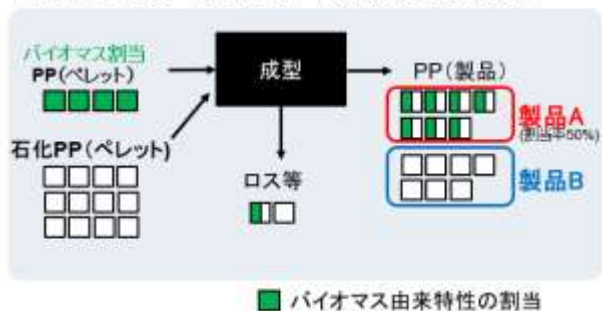 バイオマス割当
PP(ペレット)
石化PP(ペレット)
成型
ロス等
PP(製品)
製品A
(割当率50%)
製品B
バイオマス由来特性の割当